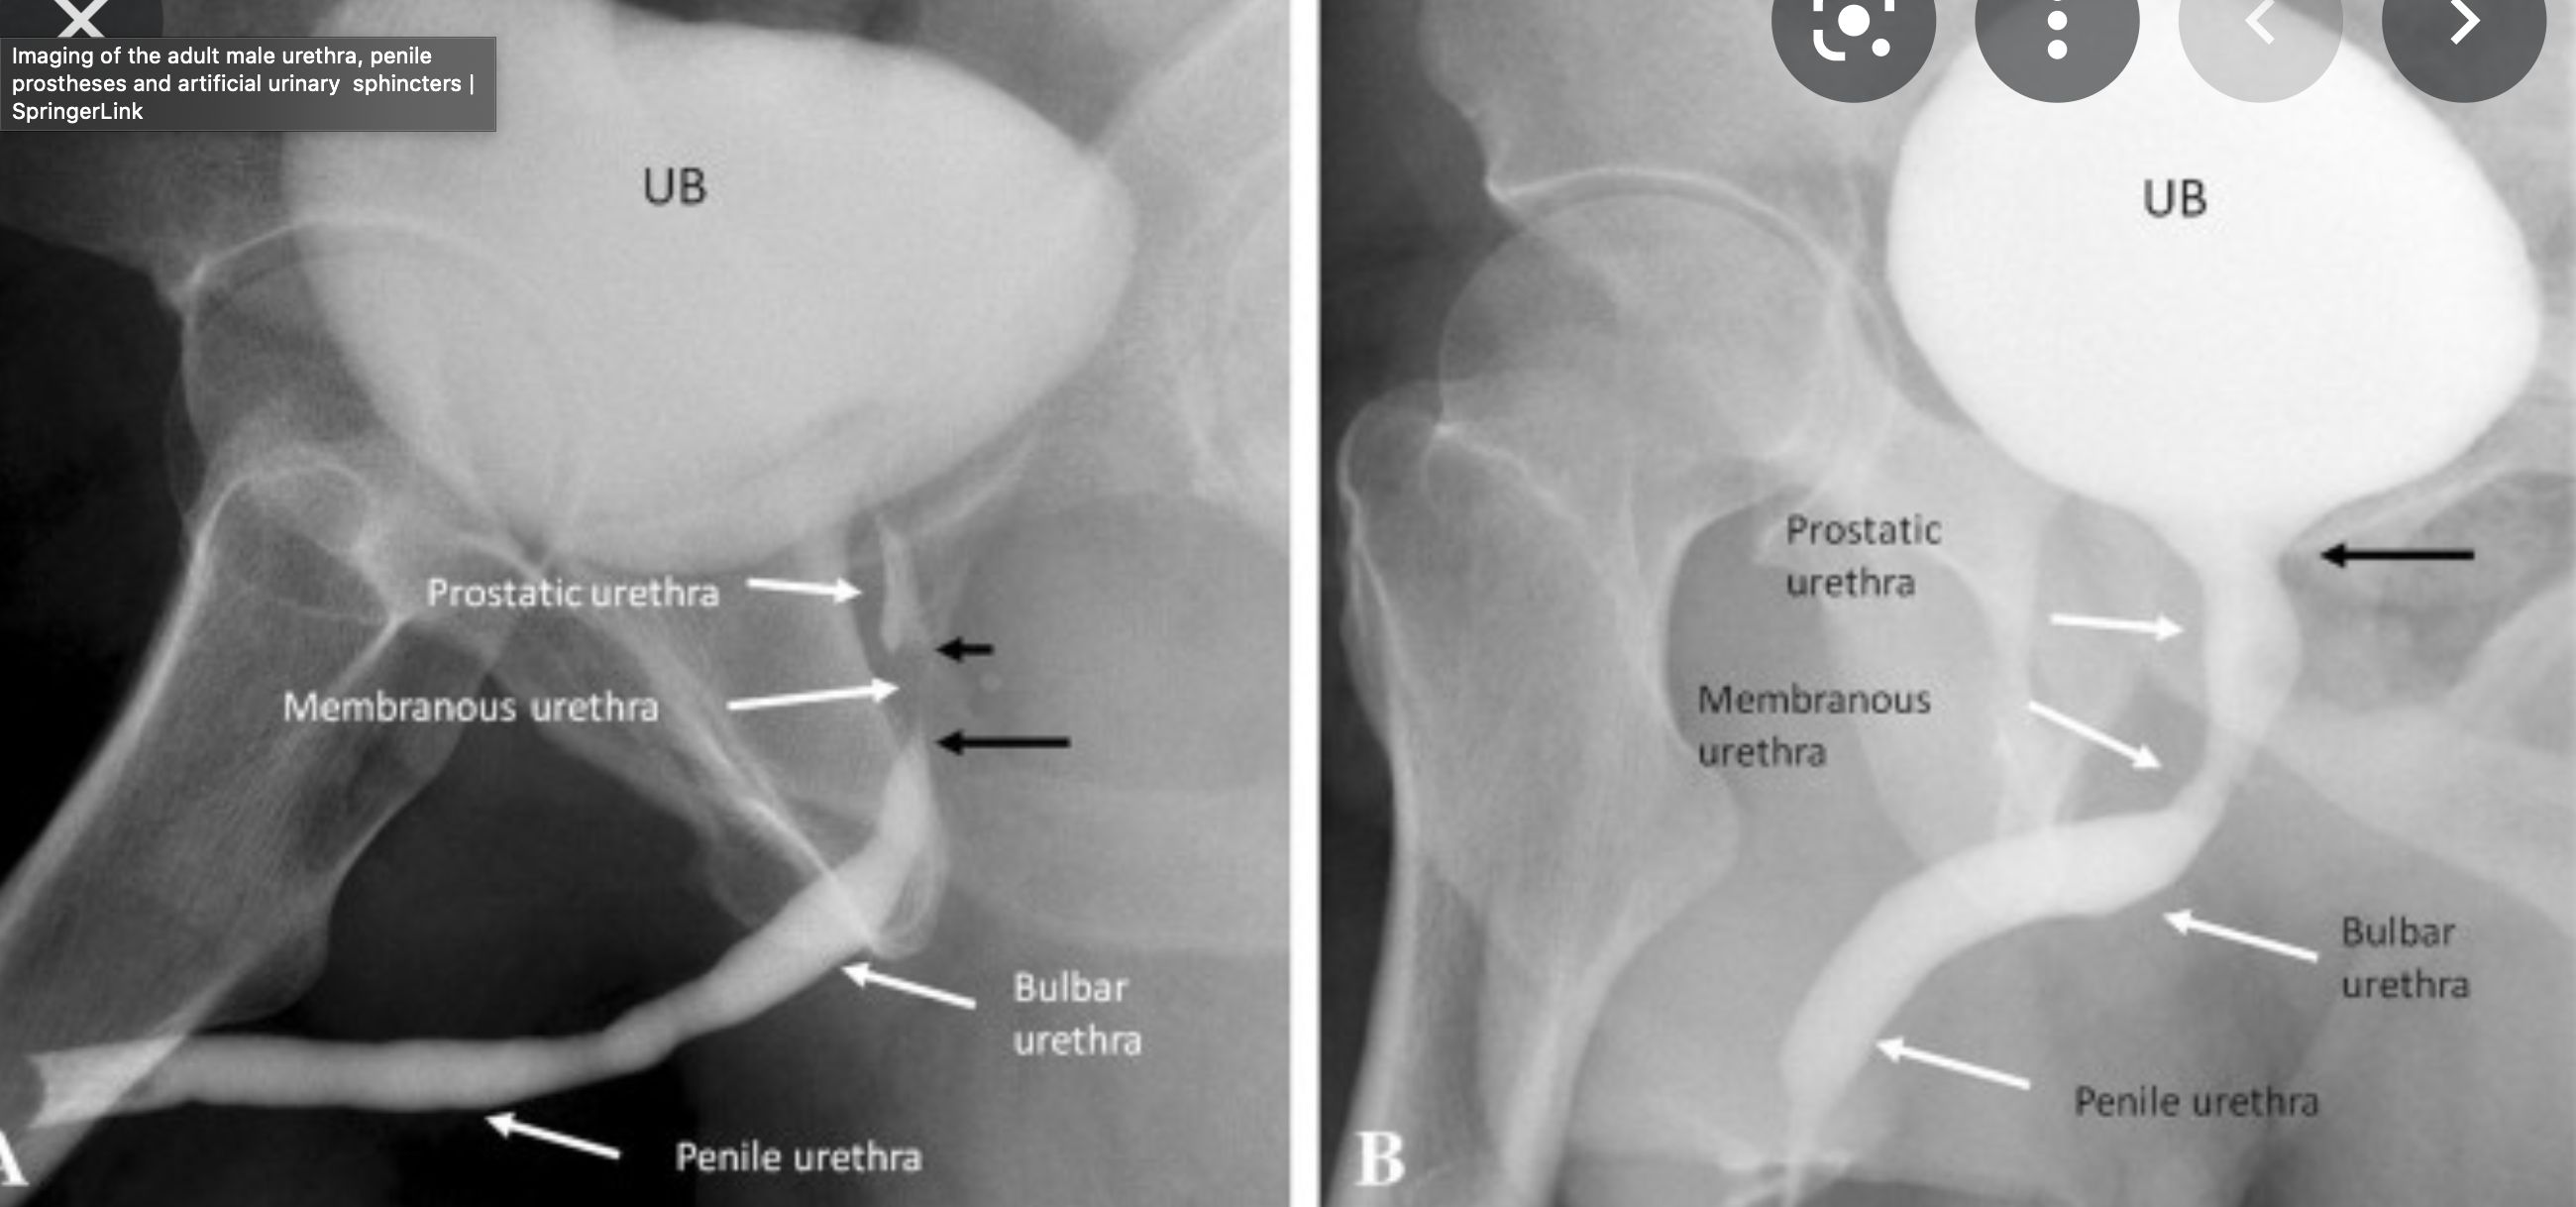 Imaging of the adult male urethra, penile
prostheses and artificial urinary sphincters |
SpringerLink
UB
Prostatic urethra
Membranous urethra
Bulbar
urethra
Penile urethra
A
UB
Prostatic
urethra
Membranous
urethra
Bulbar
urethra
Penile urethra
B